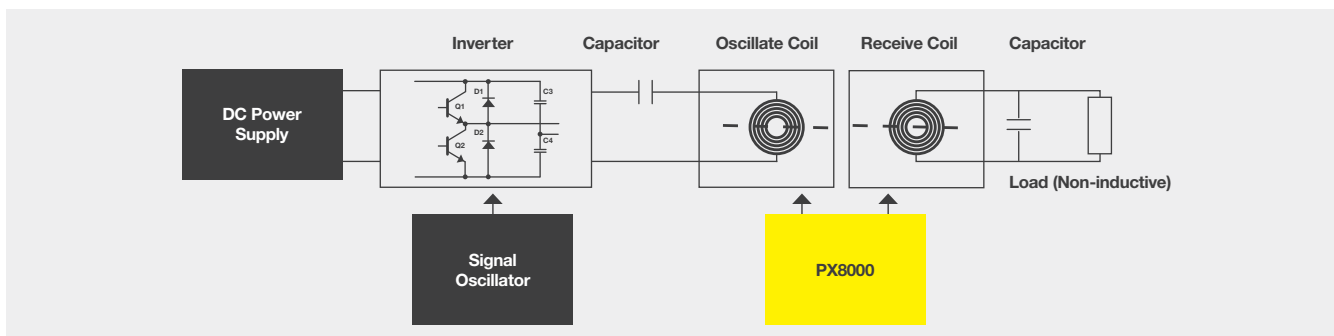 Inverter
Capacitor
Oscillate Coil
Receive Coil
Capacitor
DC Power
Supply
D1
C3
Q1
D2
C4
Q2
Load (Non-inductive)
Signal
Oscillator
PX8000